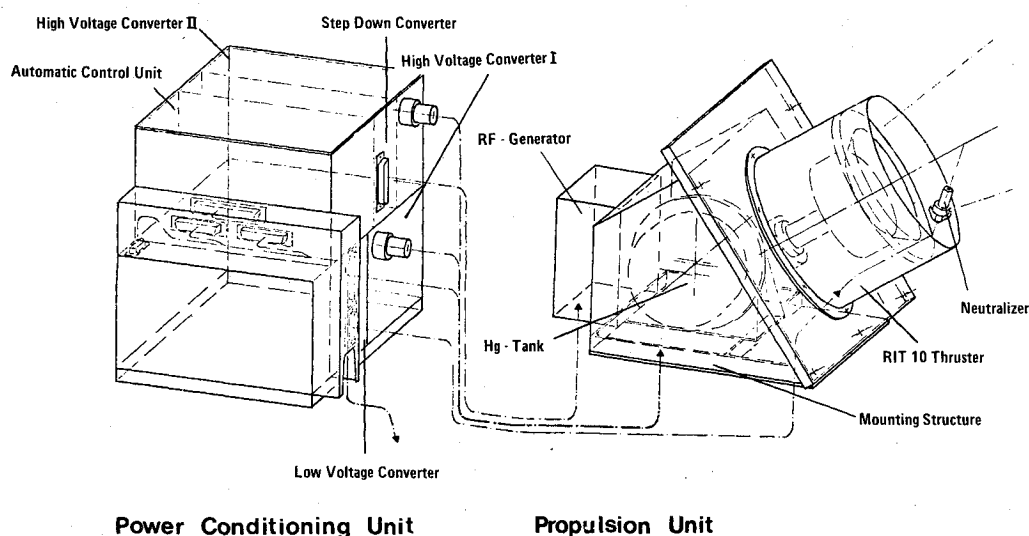 High Voltage Converter II
Step Down Converter
Automatic Control Unit
High Voltage Converter I
RF - Generator
Neutralizer
Hg - Tank
RIT 10 Thruster
Mounting Structure
Low Voltage Converter
Power Conditioning Unit
Propulsion Unit